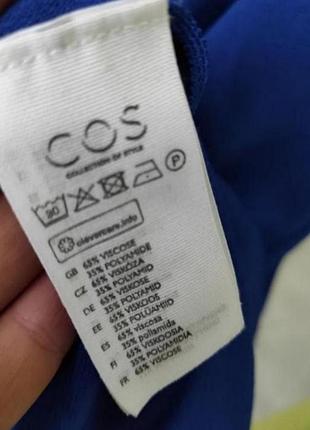 COS
COLLECTION OF STYLE
30 P
clevercare.info
GB 65% VISCOSE
35% POLYAMIDE
CZ 65% VISKÓZA
35% POLYAMID
DE 65% VISKOSE
35% POLYAMID
EE 65% VISKOOS
35% POLÜAMIID
ES 65% viscosa
35% poliamida
FI 65% VISKOOSIA
35% POLYAMIDIA
FR 65% VISCOSE